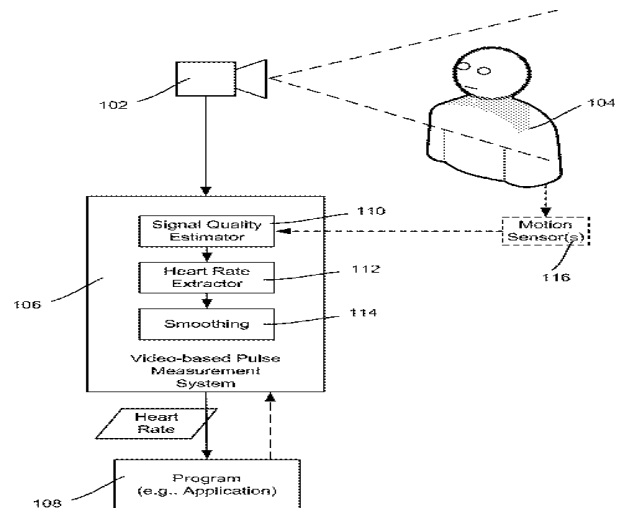 102
104
Signal Quality
Estimator
110
Motion
Sensor(s)
116
Heart Rate
Extractor
112
106
Smoothing
114
Video-based Pulse
Measurement
System
Heart
Rate
Program
(e.g., Application)
108